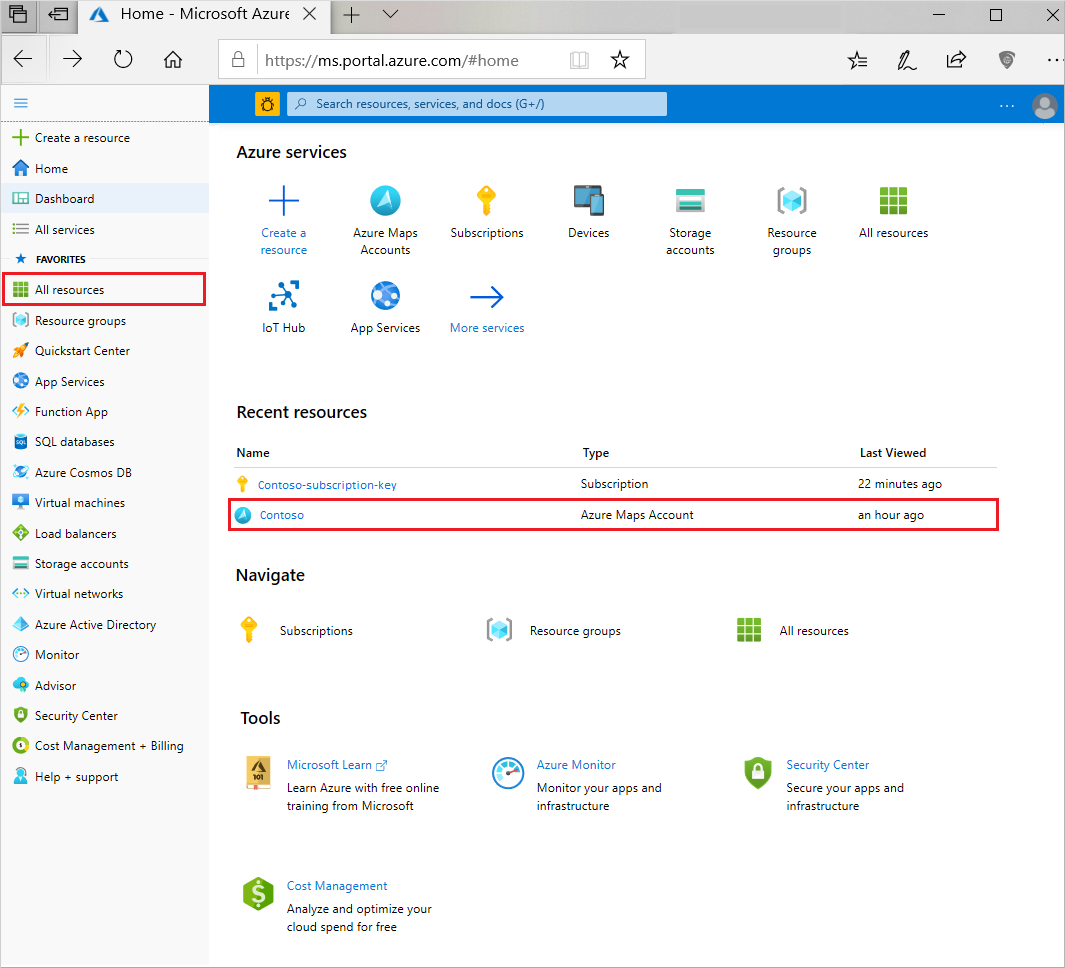 Home - Microsoft Azure
https://ms.portal.azure.com/#home
Search resources, services, and docs (G+/)
Create a resource
Home
Dashboard
All services
FAVORITES
All resources
Resource groups
Quickstart Center
App Services
Function App
SQL databases
Azure Cosmos DB
Virtual machines
Load balancers
Storage accounts
Virtual networks
Azure Active Directory
Monitor
Advisor
Security Center
Cost Management + Billing
Help + support
Azure services
Create a
resource
Azure Maps
Accounts
Subscriptions
Devices
Storage
accounts
Resource
groups
All resources
IoT Hub
App Services
More services
Recent resources
Name Type Last Viewed
Contoso-subscription-key Subscription 22 minutes ago
Contoso Azure Maps Account an hour ago
Navigate
Subscriptions
Resource groups
All resources
Tools
101
Microsoft Learn
Learn Azure with free online
training from Microsoft
Azure Monitor
Monitor your apps and
infrastructure
Security Center
Secure your apps and
infrastructure
$
Cost Management
Analyze and optimize your
cloud spend for free